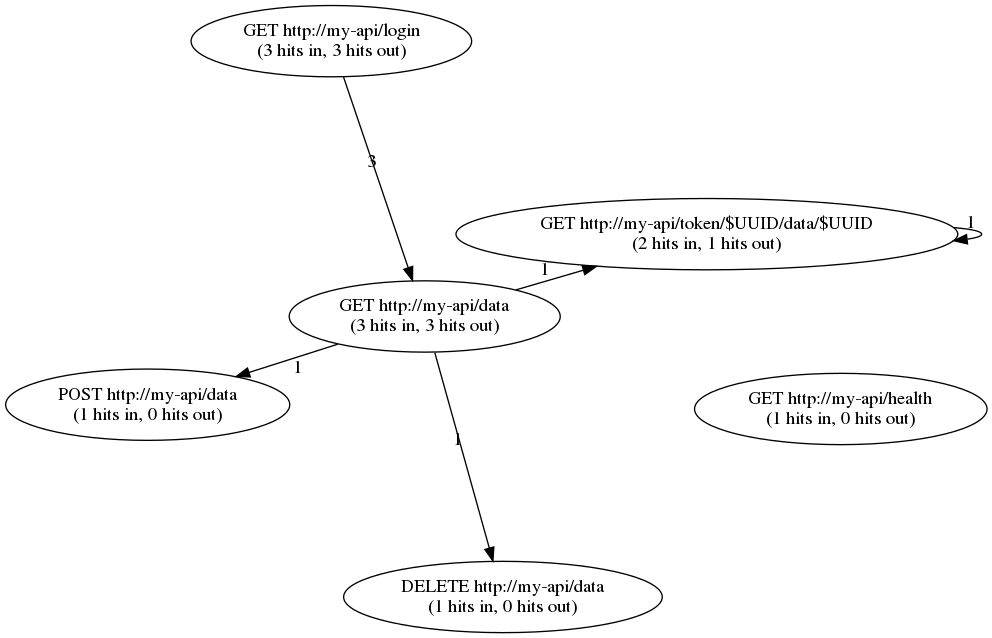 GET http://my-api/login
(3 hits in, 3 hits out)
3
GET http://my-api/token/$UUID/data/$UUID
(2 hits in, 1 hits out)
1
1
GET http://my-api/data
(3 hits in, 3 hits out)
1
POST http://my-api/data
(1 hits in, 0 hits out)
GET http://my-api/health
(1 hits in, 0 hits out)
1
DELETE http://my-api/data
(1 hits in, 0 hits out)